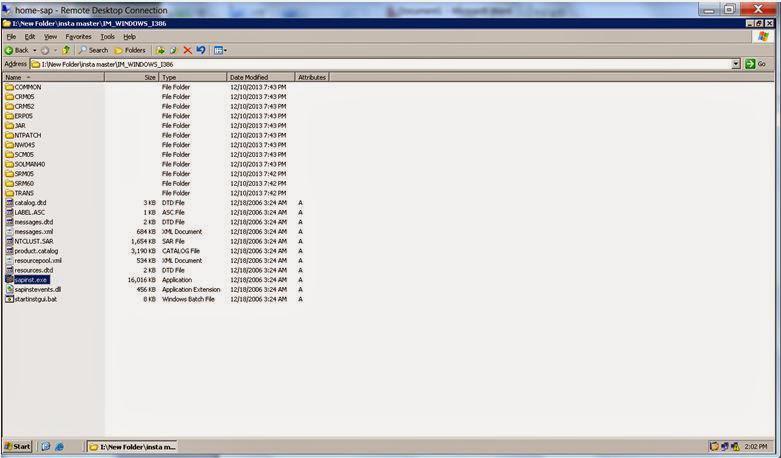 home-sap - Remote Desktop Connection
I:\New Folder\insta master\IM_WINDOWS_I386
File Edit View Favorites Tools Help
Back Search Folders
Address I:\New Folder\insta master\IM_WINDOWS_I386 Go
Name Size Type Date Modified Attributes
COMMON File Folder 12/10/2013 7:43 PM
CRM05 File Folder 12/10/2013 7:43 PM
CRM52 File Folder 12/10/2013 7:43 PM
ERP05 File Folder 12/10/2013 7:43 PM
JAR File Folder 12/10/2013 7:43 PM
NTPATCH File Folder 12/10/2013 7:43 PM
NW04S File Folder 12/10/2013 7:43 PM
SCM05 File Folder 12/10/2013 7:43 PM
SOLMAN40 File Folder 12/10/2013 7:43 PM
SRM05 File Folder 12/10/2013 7:42 PM
SRM60 File Folder 12/10/2013 7:42 PM
TRANS File Folder 12/10/2013 7:42 PM
catalog.dtd 3 KB DTD File 12/18/2006 3:24 AM A
LABEL.ASC 1 KB ASC File 12/18/2006 3:24 AM A
messages.dtd 2 KB DTD File 12/18/2006 3:24 AM A
messages.xml 684 KB XML Document 12/18/2006 3:24 AM A
NTCLUST.SAR 1,654 KB SAR File 12/18/2006 3:24 AM A
product.catalog 3,190 KB CATALOG File 12/18/2006 3:24 AM A
resourcepool.xml 534 KB XML Document 12/18/2006 3:24 AM A
resources.dtd 2 KB DTD File 12/18/2006 3:24 AM A
sapinst.exe 16,016 KB Application 12/18/2006 3:24 AM A
sapinstevents.dll 456 KB Application Extension 12/18/2006 3:24 AM A
startinstgui.bat 8 KB Windows Batch File 12/18/2006 3:24 AM A
Start I:\New Folder\insta m... 2:02 PM